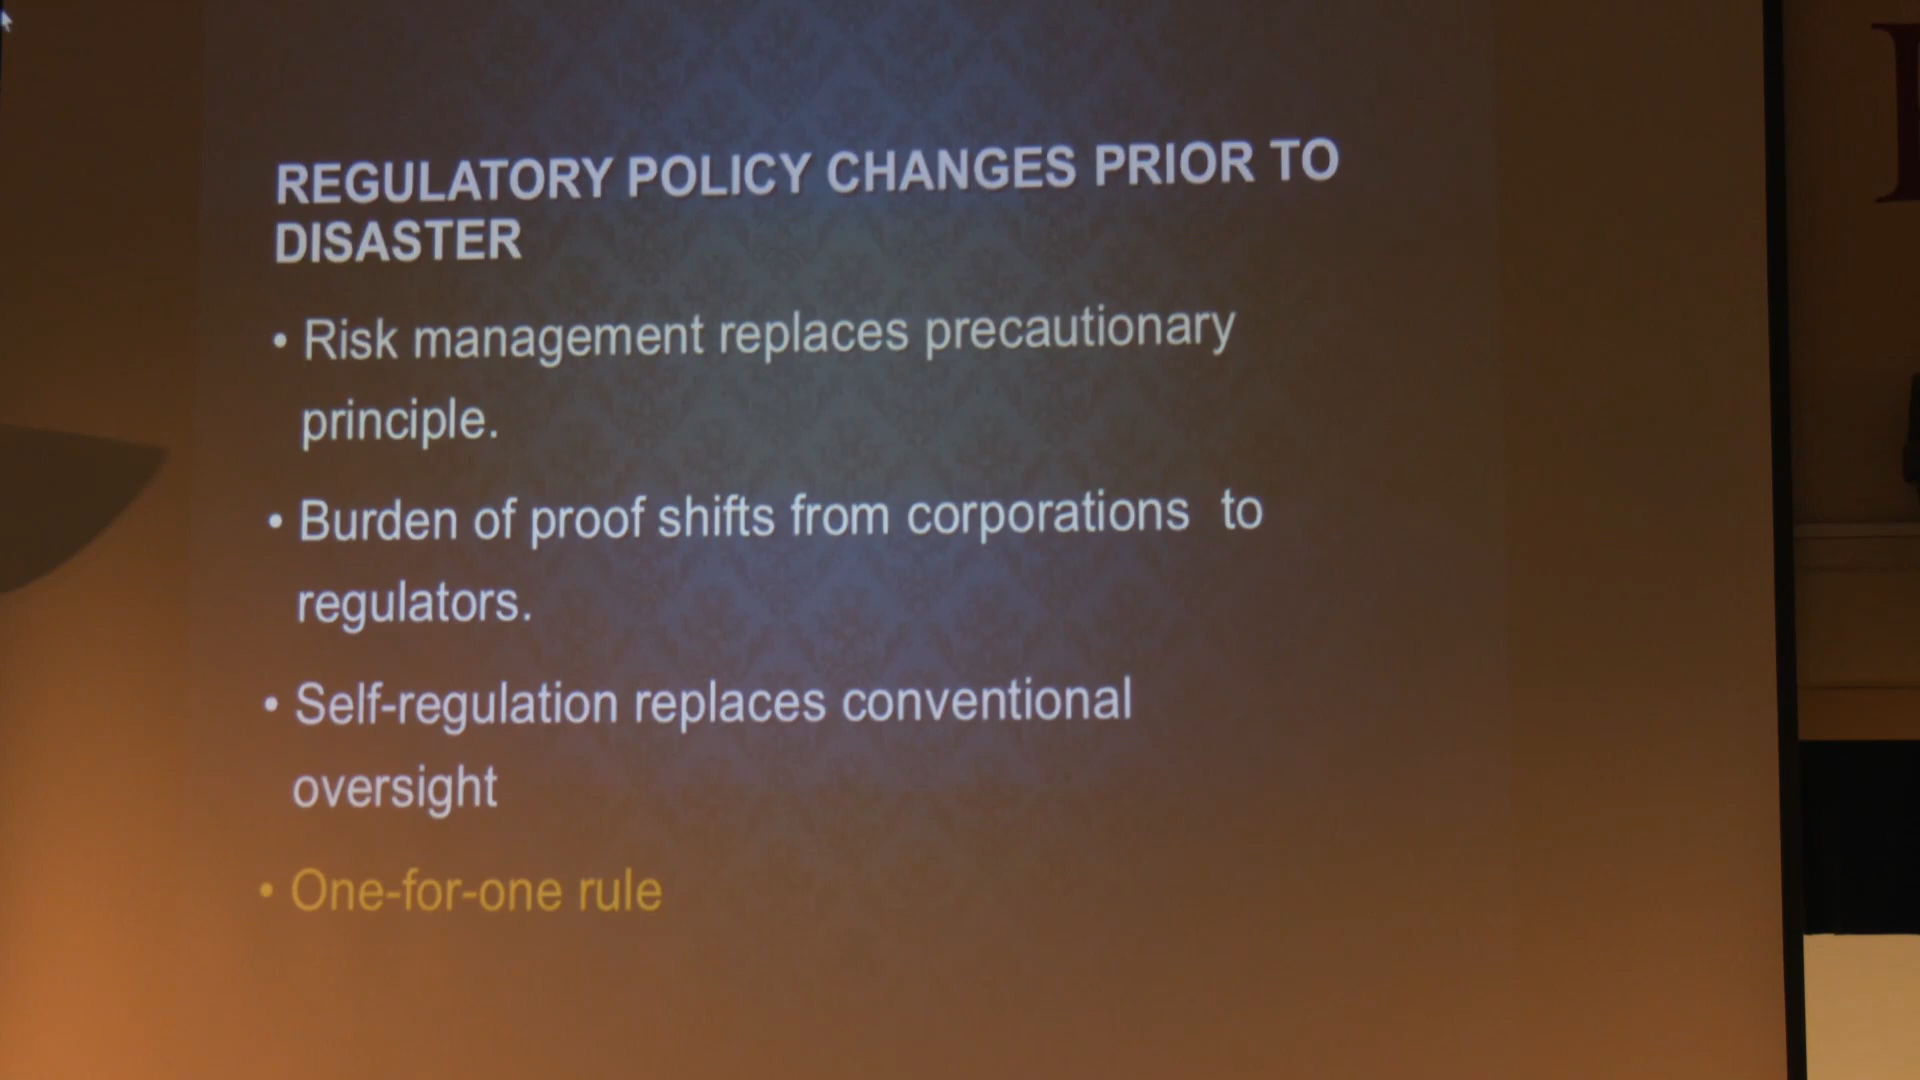 REGULATORY POLICY CHANGES PRIOR TO
DISASTER
• Risk management replaces precautionary
principle.
• Burden of proof shifts from corporations to
regulators.
• Self-regulation replaces conventional
oversight
• One-for-one rule